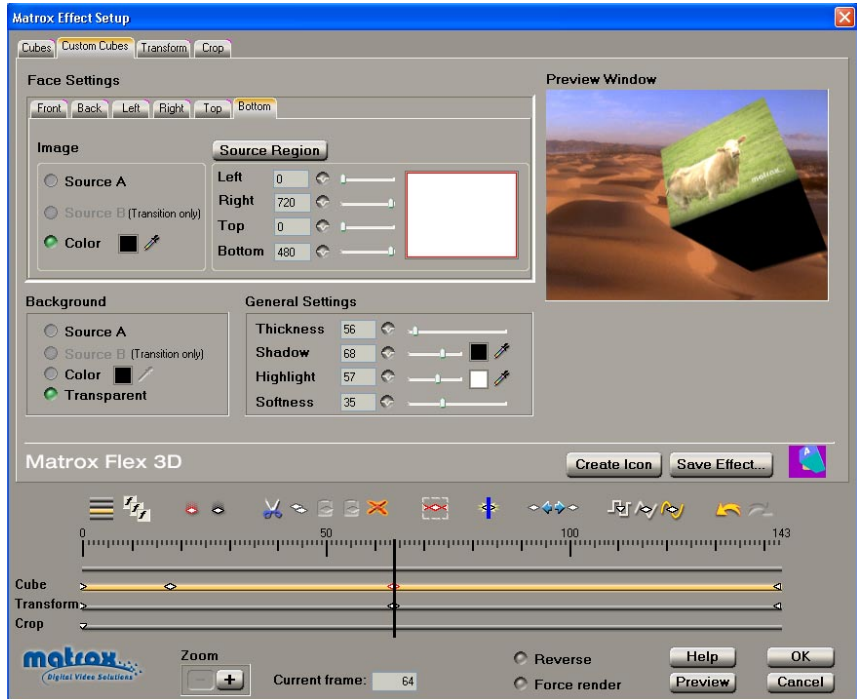 Matrox Effect Setup
Cubes Custom Cubes Transform Crop
Face Settings
Preview Window
Front Back Left Right Top Bottom
Image
Source Region
Source A
Source B (Transition only)
Color
Left 0
Right 720
Top 0
Bottom 480
matrox
Background
General Settings
Source A
Source B (Transition only)
Color
Transparent
Thickness 56
Shadow 68
Highlight 57
Softness 35
Matrox Flex 3D
Create Icon Save Effect...
fff
0 50 100 143
Cube
Transform
Crop
matrox
Digital Video Solutions
Zoom
- +
Current frame: 64
Reverse
Force render
Help OK
Preview Cancel